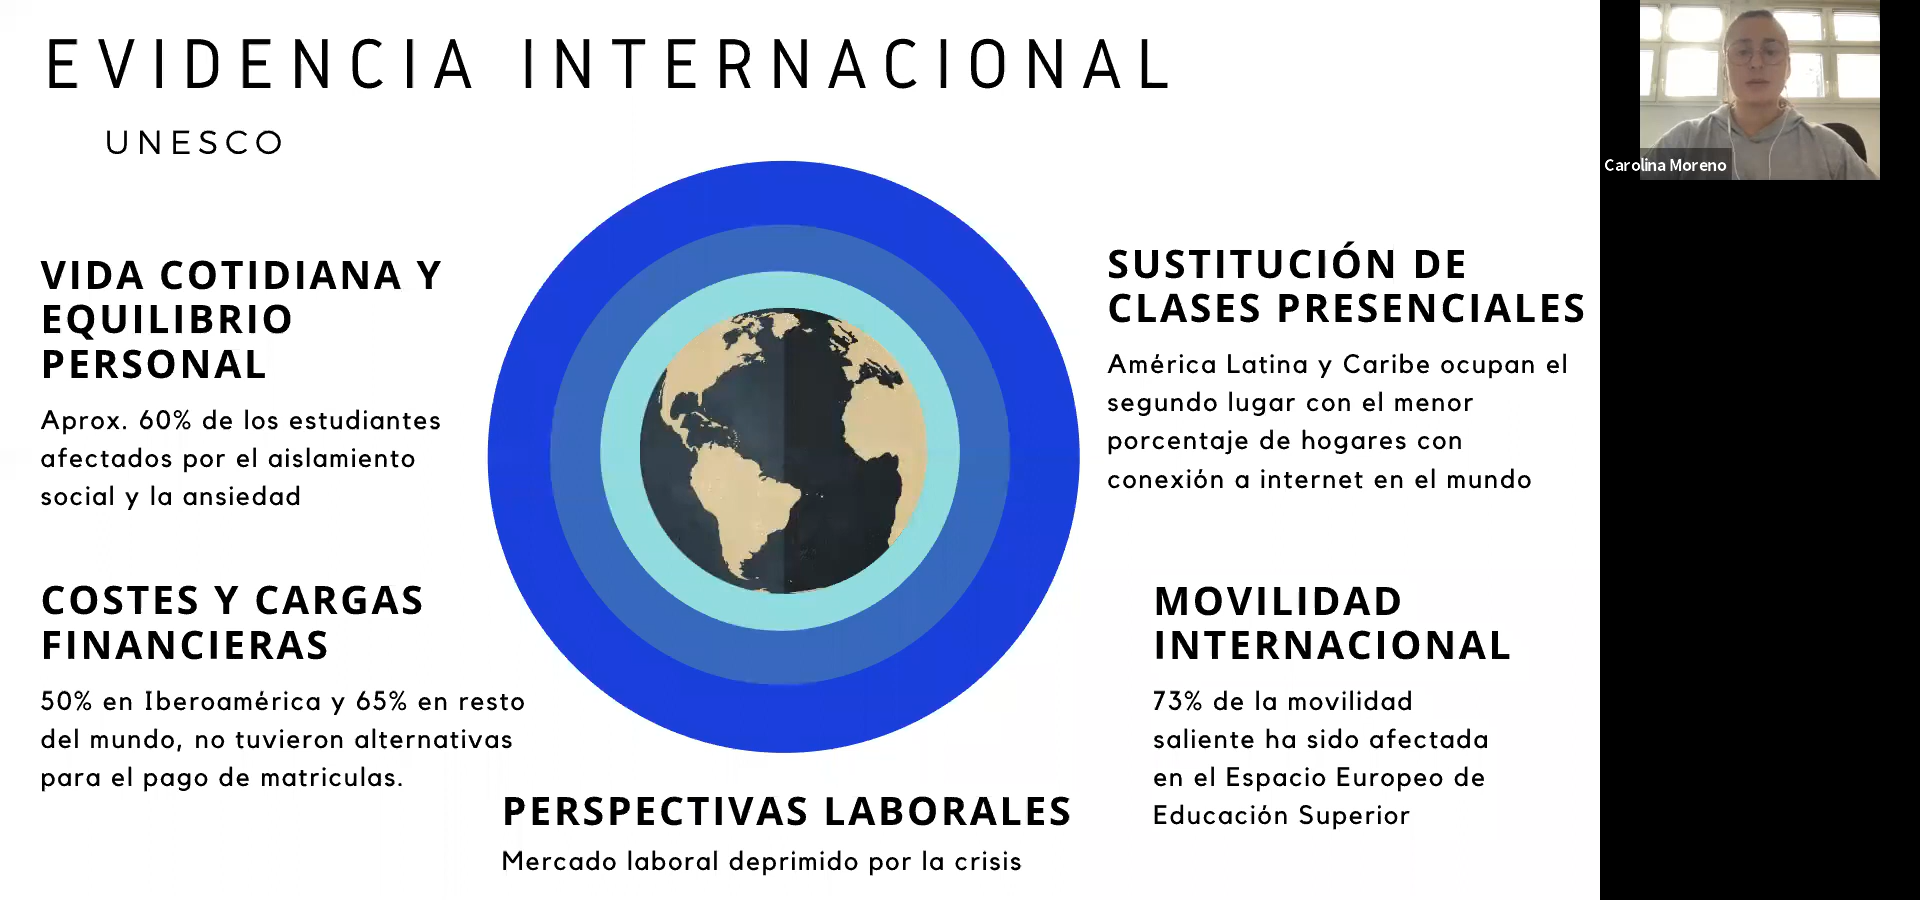 EVIDENCIA INTERNACIONAL
UNESCO
VIDA COTIDIANA Y
EQUILIBRIO
PERSONAL
Aprox. 60% de los estudiantes
afectados por el aislamiento
social y la ansiedad
COSTES Y CARGAS
FINANCIERAS
50% en Iberoamérica y 65% en resto
del mundo, no tuvieron alternativas
para el pago de matriculas.
PERSPECTIVAS LABORALES
Mercado laboral deprimido por la crisis
SUSTITUCIÓN DE
CLASES PRESENCIALES
América Latina y Caribe ocupan el
segundo lugar con el menor
porcentaje de hogares con
conexión a internet en el mundo
MOVILIDAD
INTERNACIONAL
73% de la movilidad
saliente ha sido afectada
en el Espacio Europeo de
Educación Superior
Carolina Moreno